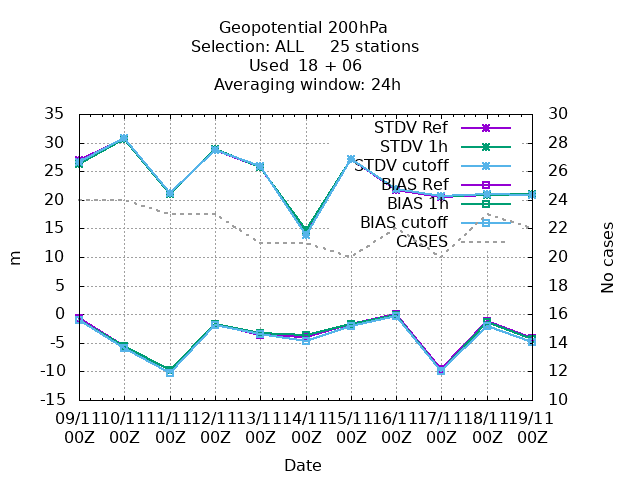 Geopotential 200hPa
Selection: ALL     25 stations
Used  18 + 06
Averaging window: 24h
35 30
30 28
25 26
20 24
15 22
10 20
5 18
0 16
-5 14
-10 12
-15 10
STDV Ref
STDV 1h
STDV cutoff
BIAS Ref
BIAS 1h
BIAS cutoff
CASES
m
No cases
09/11 10/11 11/11 12/11 13/11 14/11 15/11 16/11 17/11 18/11 19/11
00Z 00Z 00Z 00Z 00Z 00Z 00Z 00Z 00Z 00Z 00Z
Date